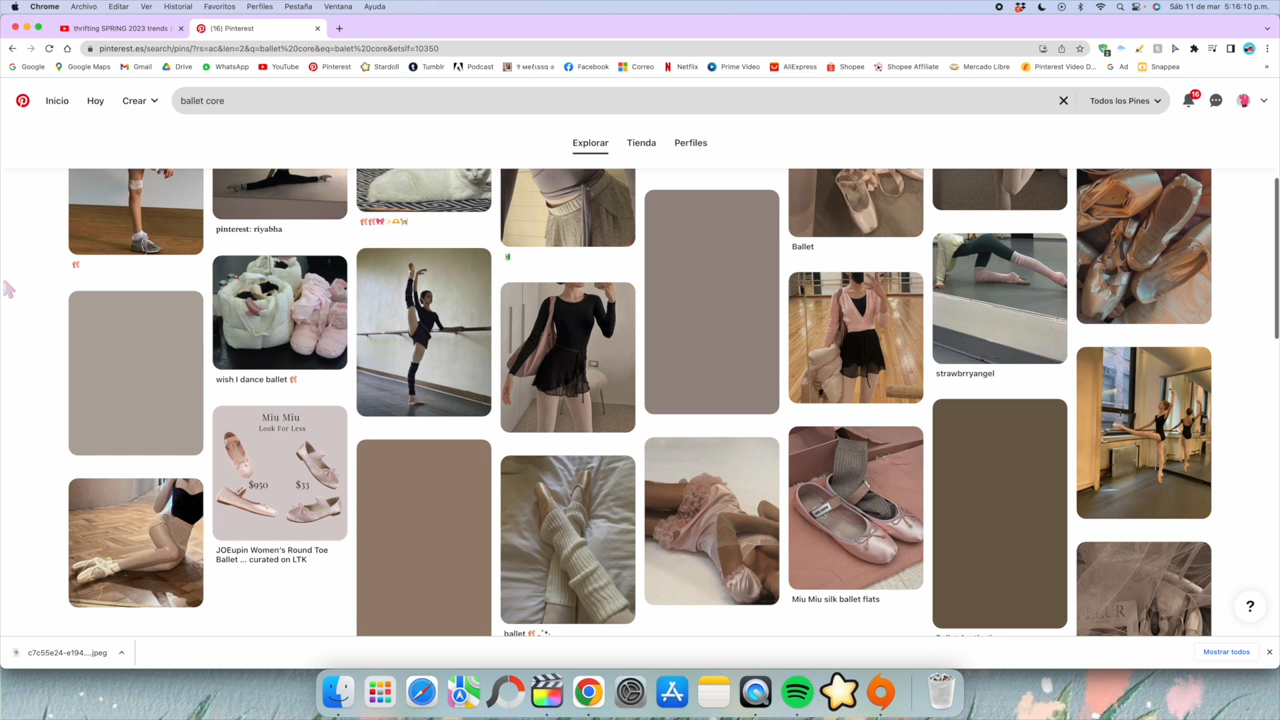 Chrome Archivo Editar Ver Historial Favoritos Perfiles Pestaña Ventana Ayuda
Sáb 11 de mar 5:16:10 p.m.
thrifting SPRING 2023 trends
(16) Pinterest
pinterest.es/search/pins/?rs=ac&len=2&q=ballet%20core&eq=balet%20core&etslf=10350
Google Google Maps Gmail Drive WhatsApp YouTube Pinterest Stardoll Tumblr Podcast Facebook Correo Netflix Prime Video AliExpress Shopee Shopee Affiliate Mercado Libre Pinterest Video D... Ad Snappea
Inicio Hoy Crear
ballet core
Todos los Pines
16
Explorar Tienda Perfiles
pinterest: riyabha
Ballet
wish I dance ballet
strawbrryangel
Miu Miu
Look For Less
$950 $33
JOEupin Women's Round Toe
Ballet ... curated on LTK
Miu Miu silk ballet flats
ballet
?
c7c55e24-e194....jpeg
Mostrar todos